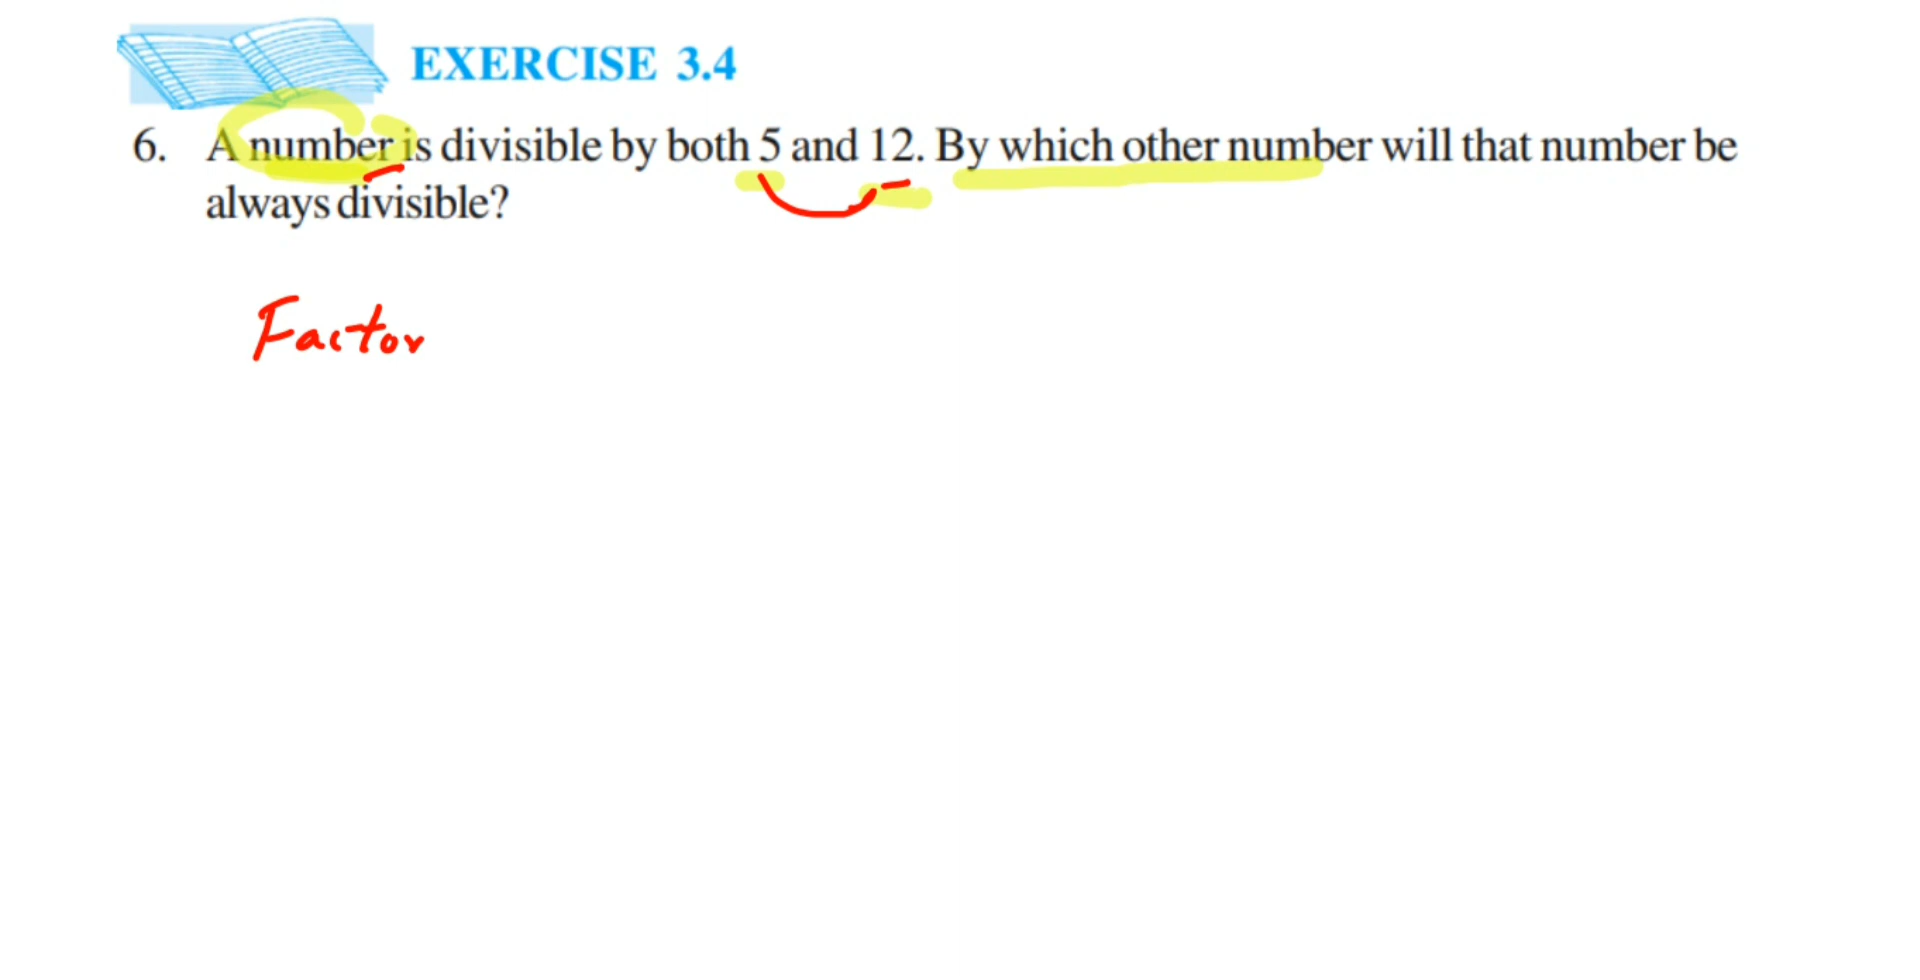 EXERCISE 3.4
6. A number is divisible by both 5 and 12. By which other number will that number be
always divisible?
Factor